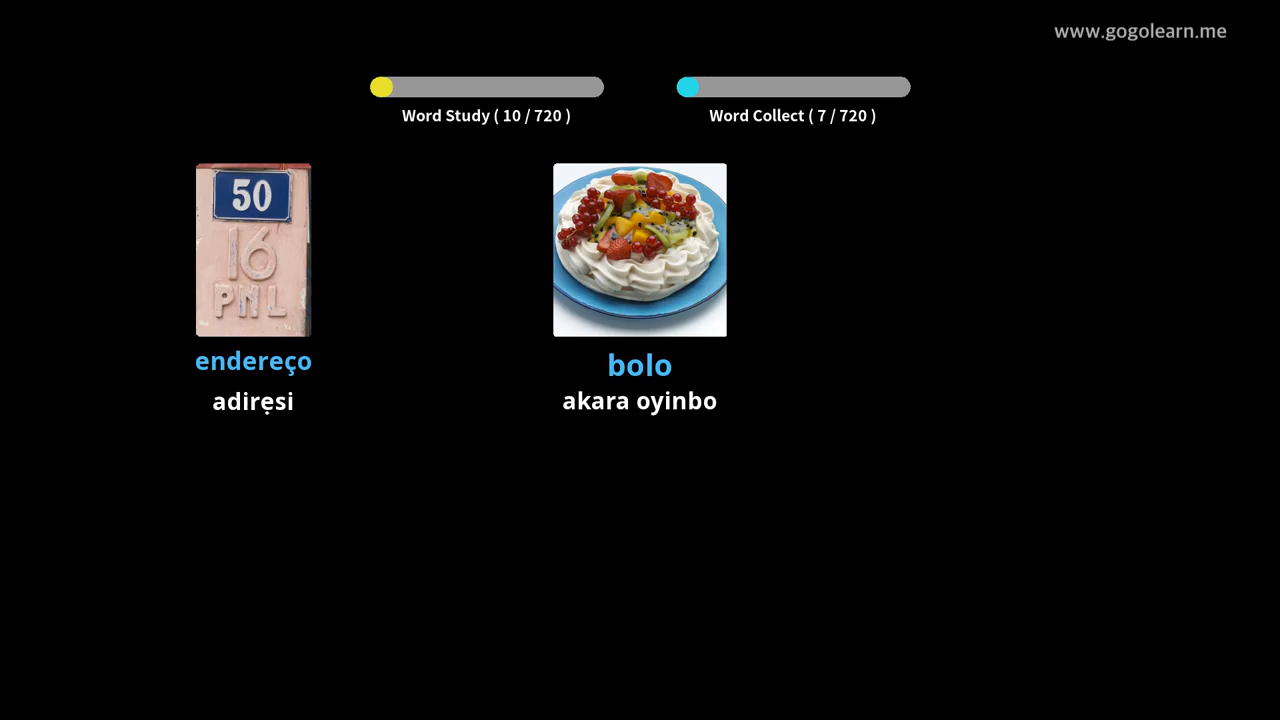 www.gogolearn.me
Word Study ( 10 / 720 )
Word Collect ( 7 / 720 )
50
16
PNL
endereço
adirẹsi
bolo
akara oyinbo